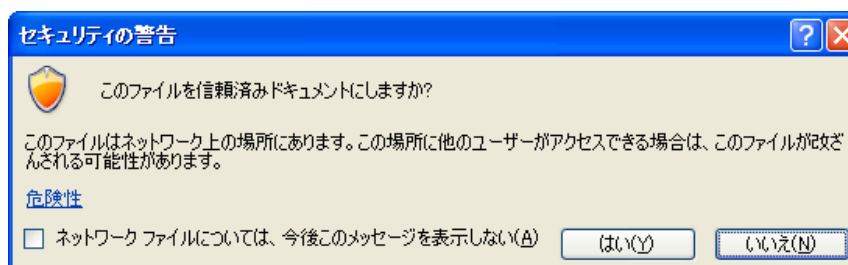 セキュリティの警告
このファイルを信頼済みドキュメントにしますか?
このファイルはネットワーク上の場所にあります。この場所に他のユーザーがアクセスできる場合は、このファイルが改ざ
んされる可能性があります。
危険性
ネットワーク ファイルについては、今後このメッセージを表示しない(A) はい(Y) いいえ(N)